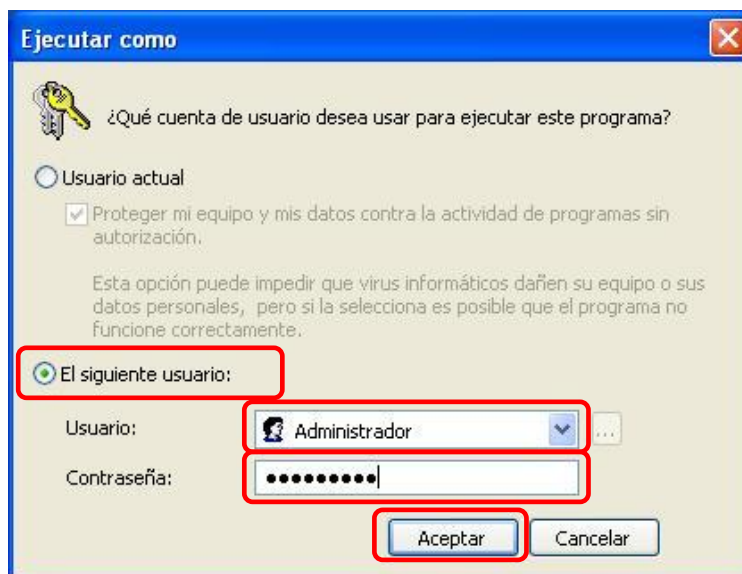 Ejecutar como
¿Qué cuenta de usuario desea usar para ejecutar este programa?
Usuario actual
Proteger mi equipo y mis datos contra la actividad de programas sin
autorización.
Esta opción puede impedir que virus informáticos dañen su equipo o sus
datos personales, pero si la selecciona es posible que el programa no
funcione correctamente.
El siguiente usuario:
Usuario: Administrador ...
Contraseña: •••••••••
Aceptar Cancelar